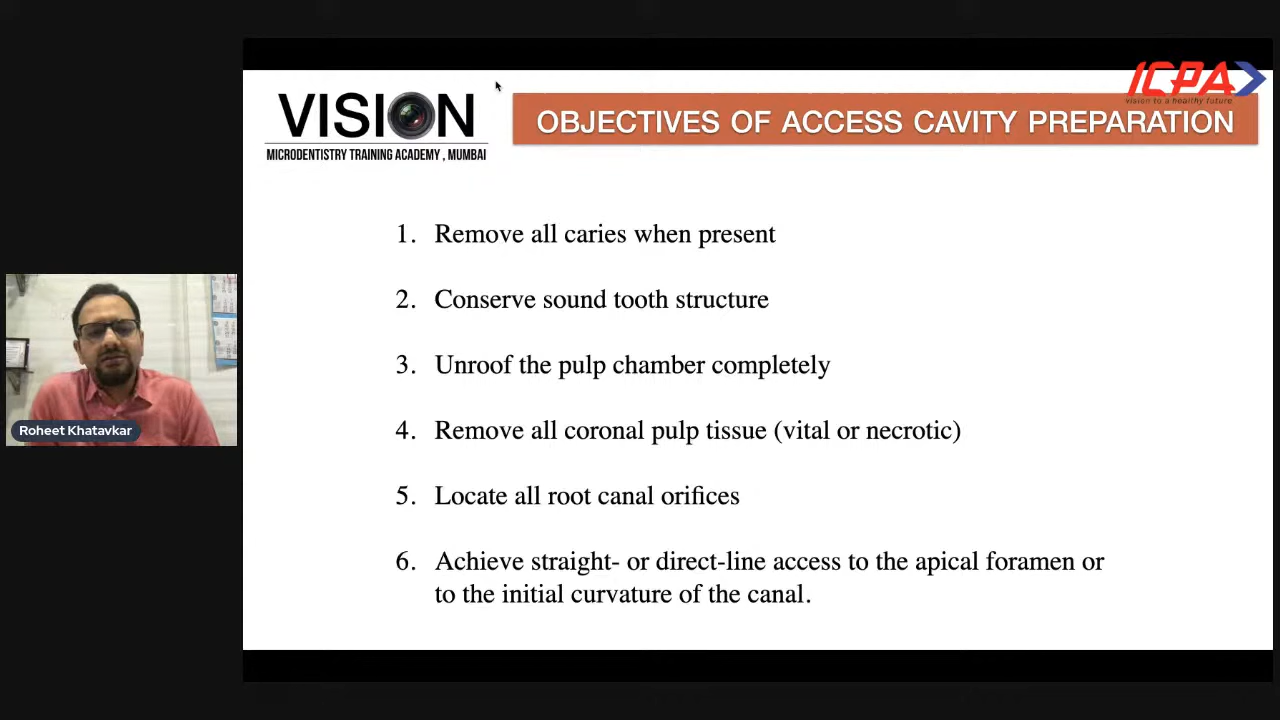 VISION
MICRODENTISTRY TRAINING ACADEMY , MUMBAI
OBJECTIVES OF ACCESS CAVITY PREPARATION
ICPA
vision to a healthy future
1. Remove all caries when present
2. Conserve sound tooth structure
3. Unroof the pulp chamber completely
4. Remove all coronal pulp tissue (vital or necrotic)
5. Locate all root canal orifices
6. Achieve straight- or direct-line access to the apical foramen or
to the initial curvature of the canal.
Roheet Khatavkar